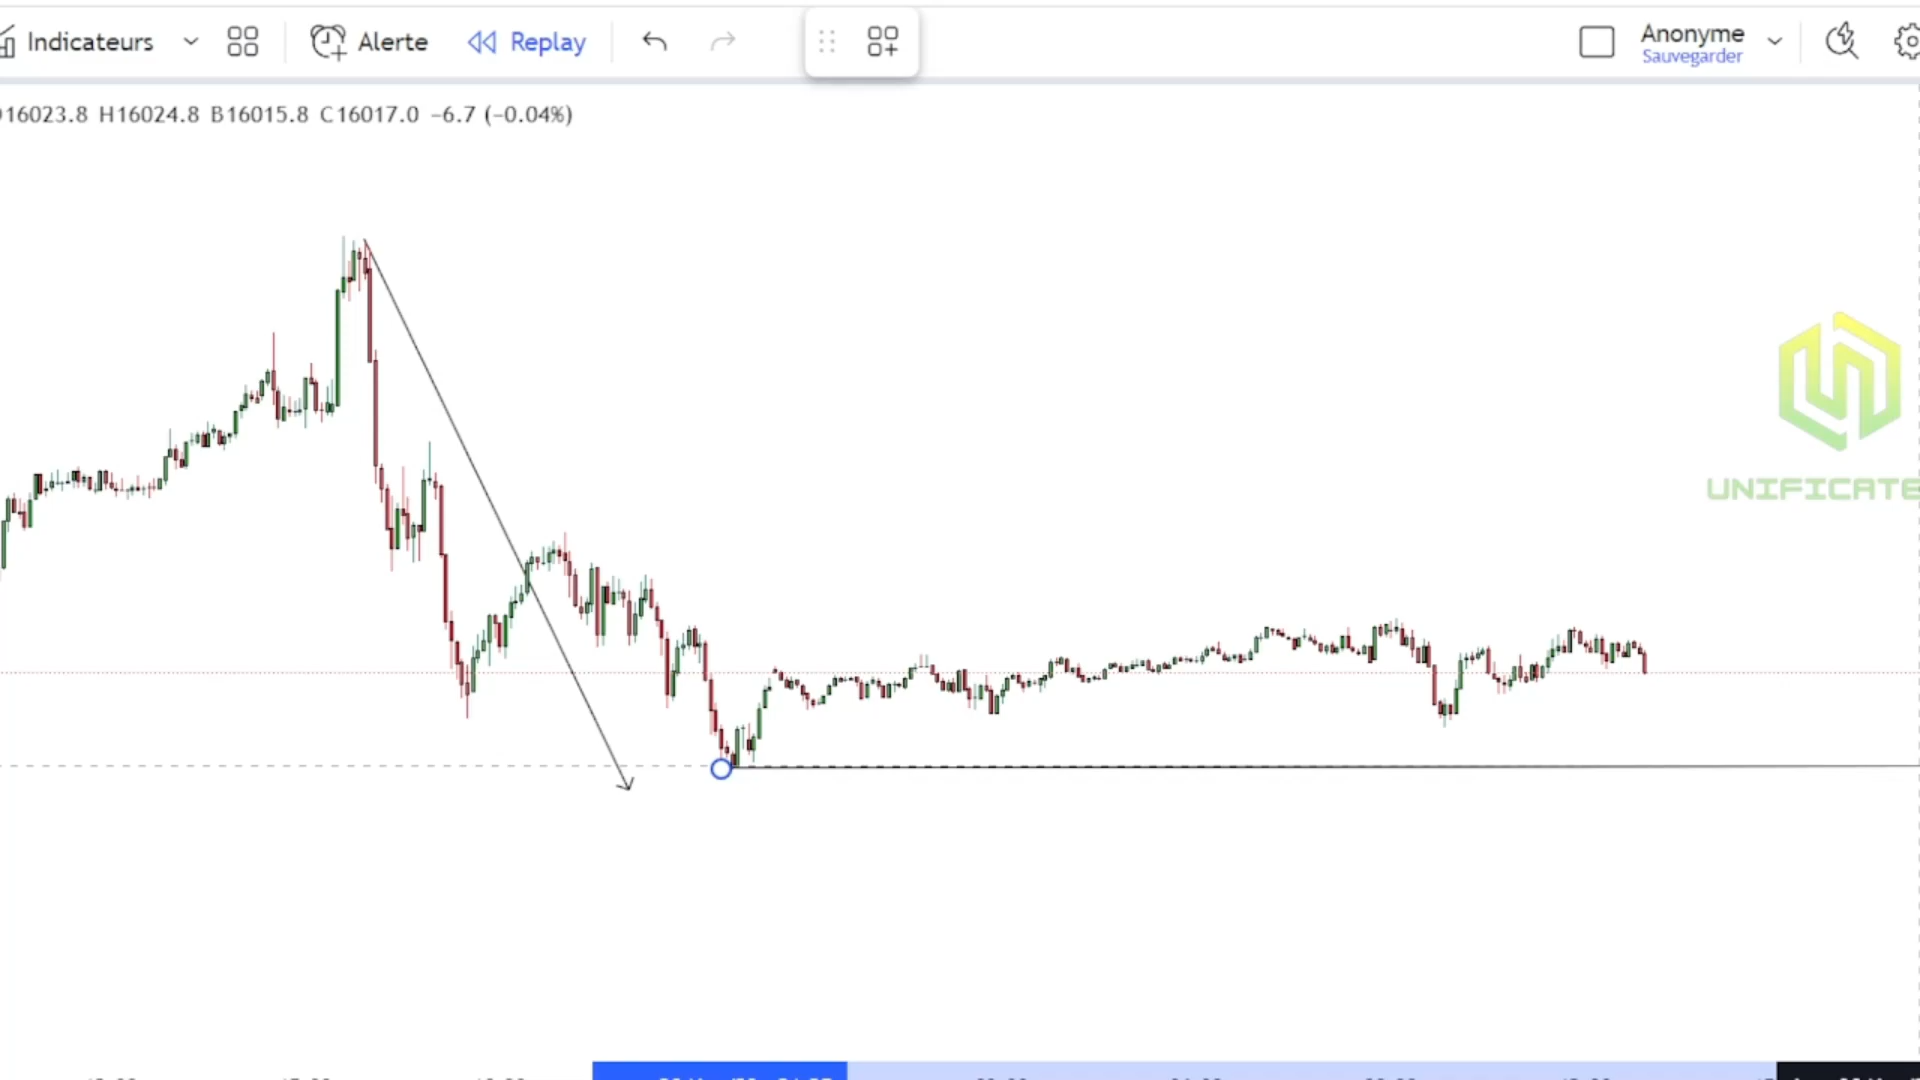 Indicateurs
Alerte
Replay
Anonyme
Sauvegarder
16023.8 H16024.8 B16015.8 C16017.0 −6.7 (−0.04%)
UNIFICATE